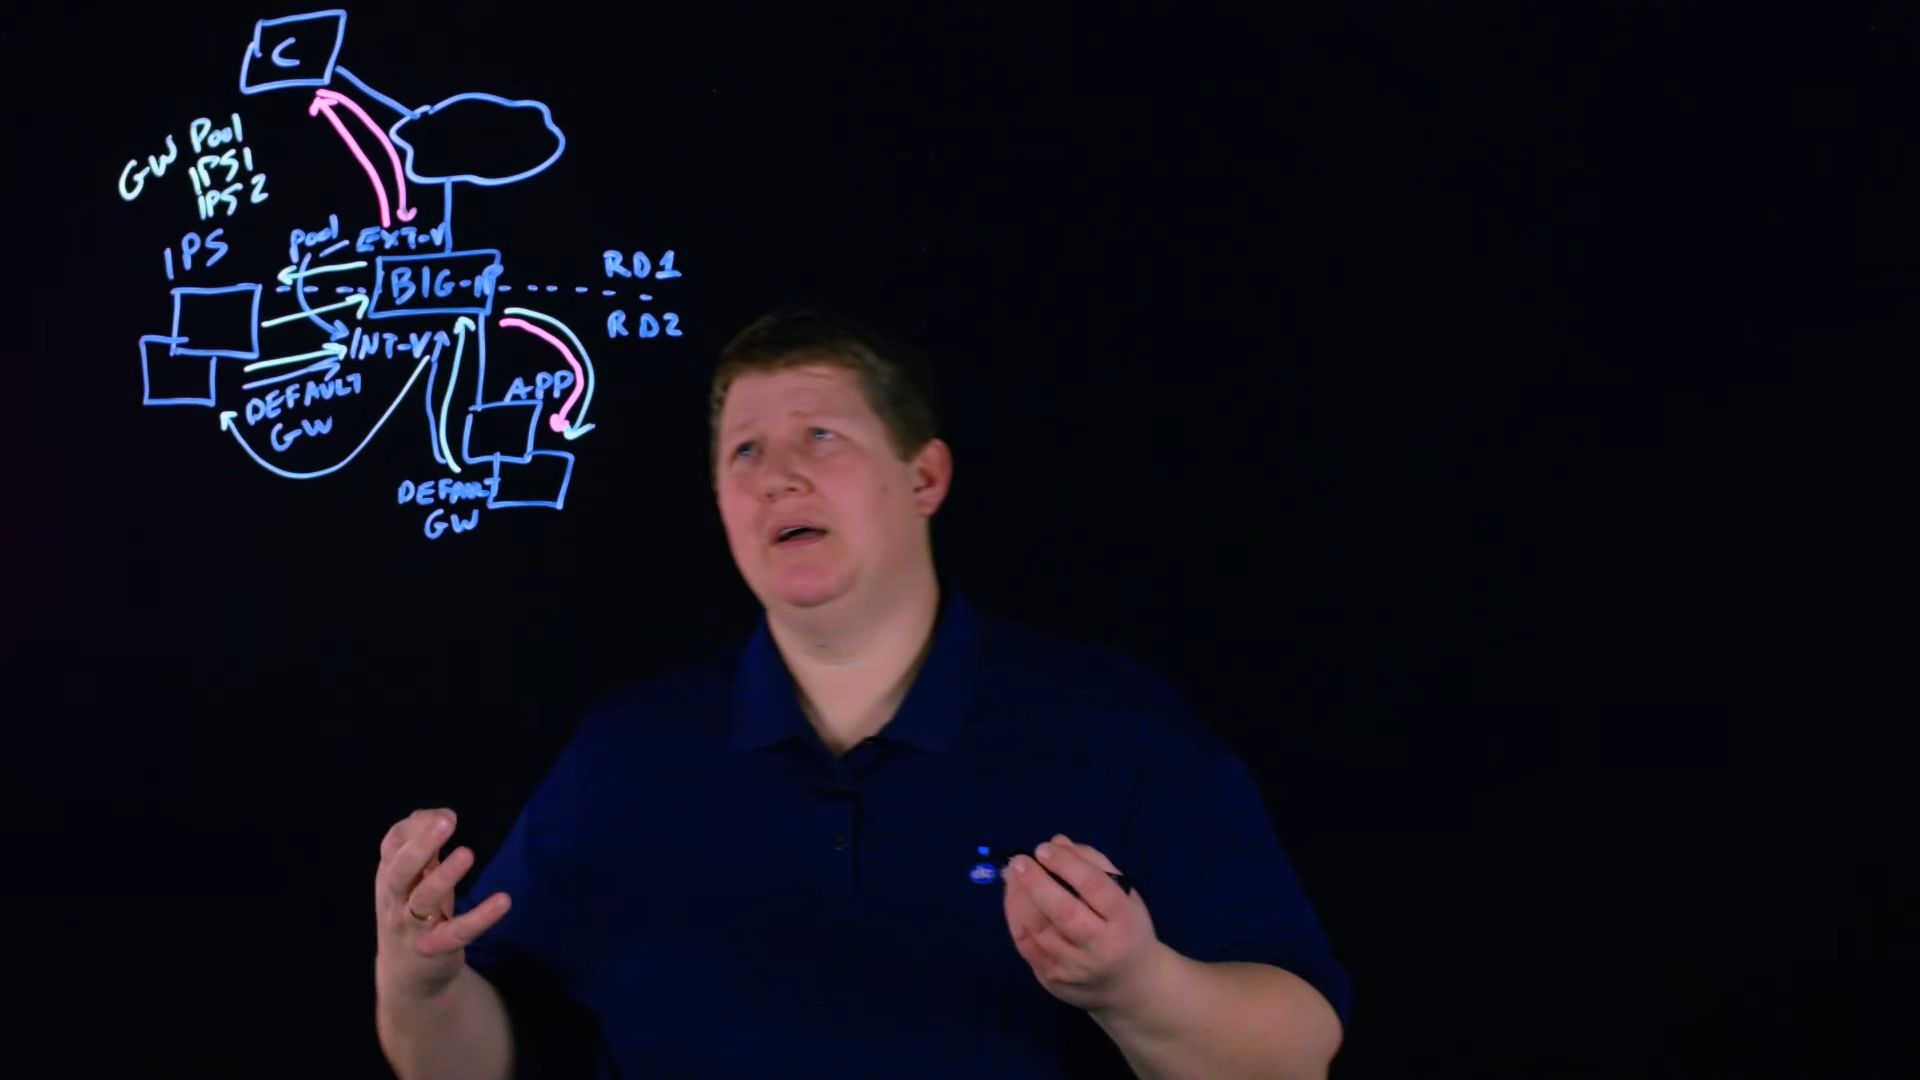 C
GW Pool
IPS1
IPS2
IPS
Pool
EXT-V
BIG-IP
RD1
RD2
INT-V
DEFAULT
GW
APP
DEFAULT
GW